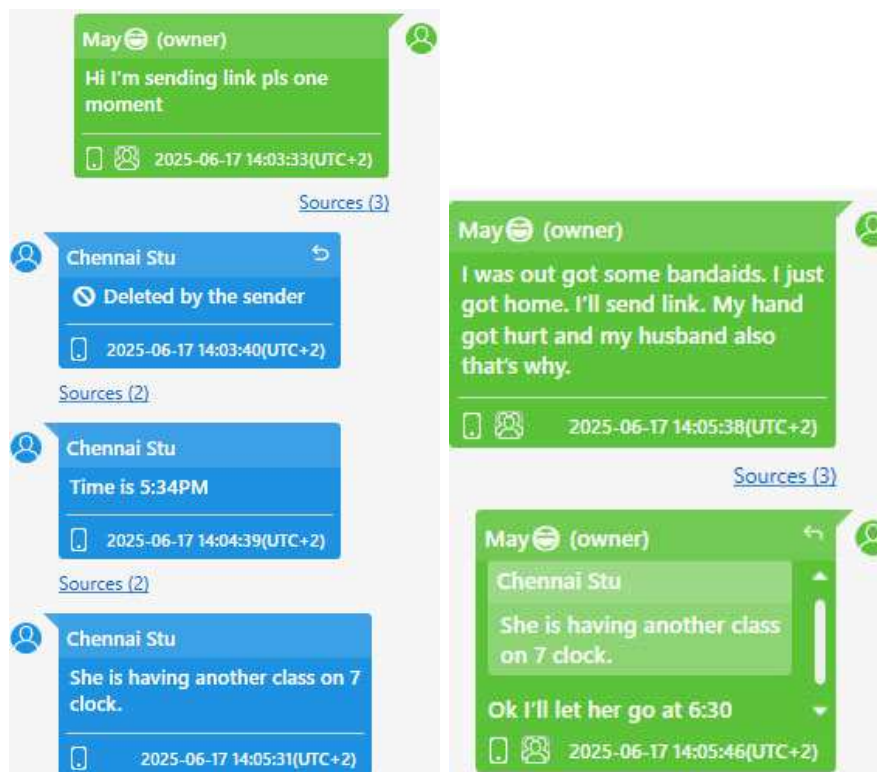 May😄 (owner)
Hi I'm sending link pls one
moment
2025-06-17 14:03:33(UTC+2)
Sources (3)
Chennai Stu
Deleted by the sender
2025-06-17 14:03:40(UTC+2)
Sources (2)
Chennai Stu
Time is 5:34PM
2025-06-17 14:04:39(UTC+2)
Sources (2)
Chennai Stu
She is having another class on 7
clock.
2025-06-17 14:05:31(UTC+2)
May😄 (owner)
I was out got some bandaids. I just
got home. I'll send link. My hand
got hurt and my husband also
that's why.
2025-06-17 14:05:38(UTC+2)
Sources (3)
May😄 (owner)
Chennai Stu
She is having another class
on 7 clock.
Ok I'll let her go at 6:30
2025-06-17 14:05:46(UTC+2)